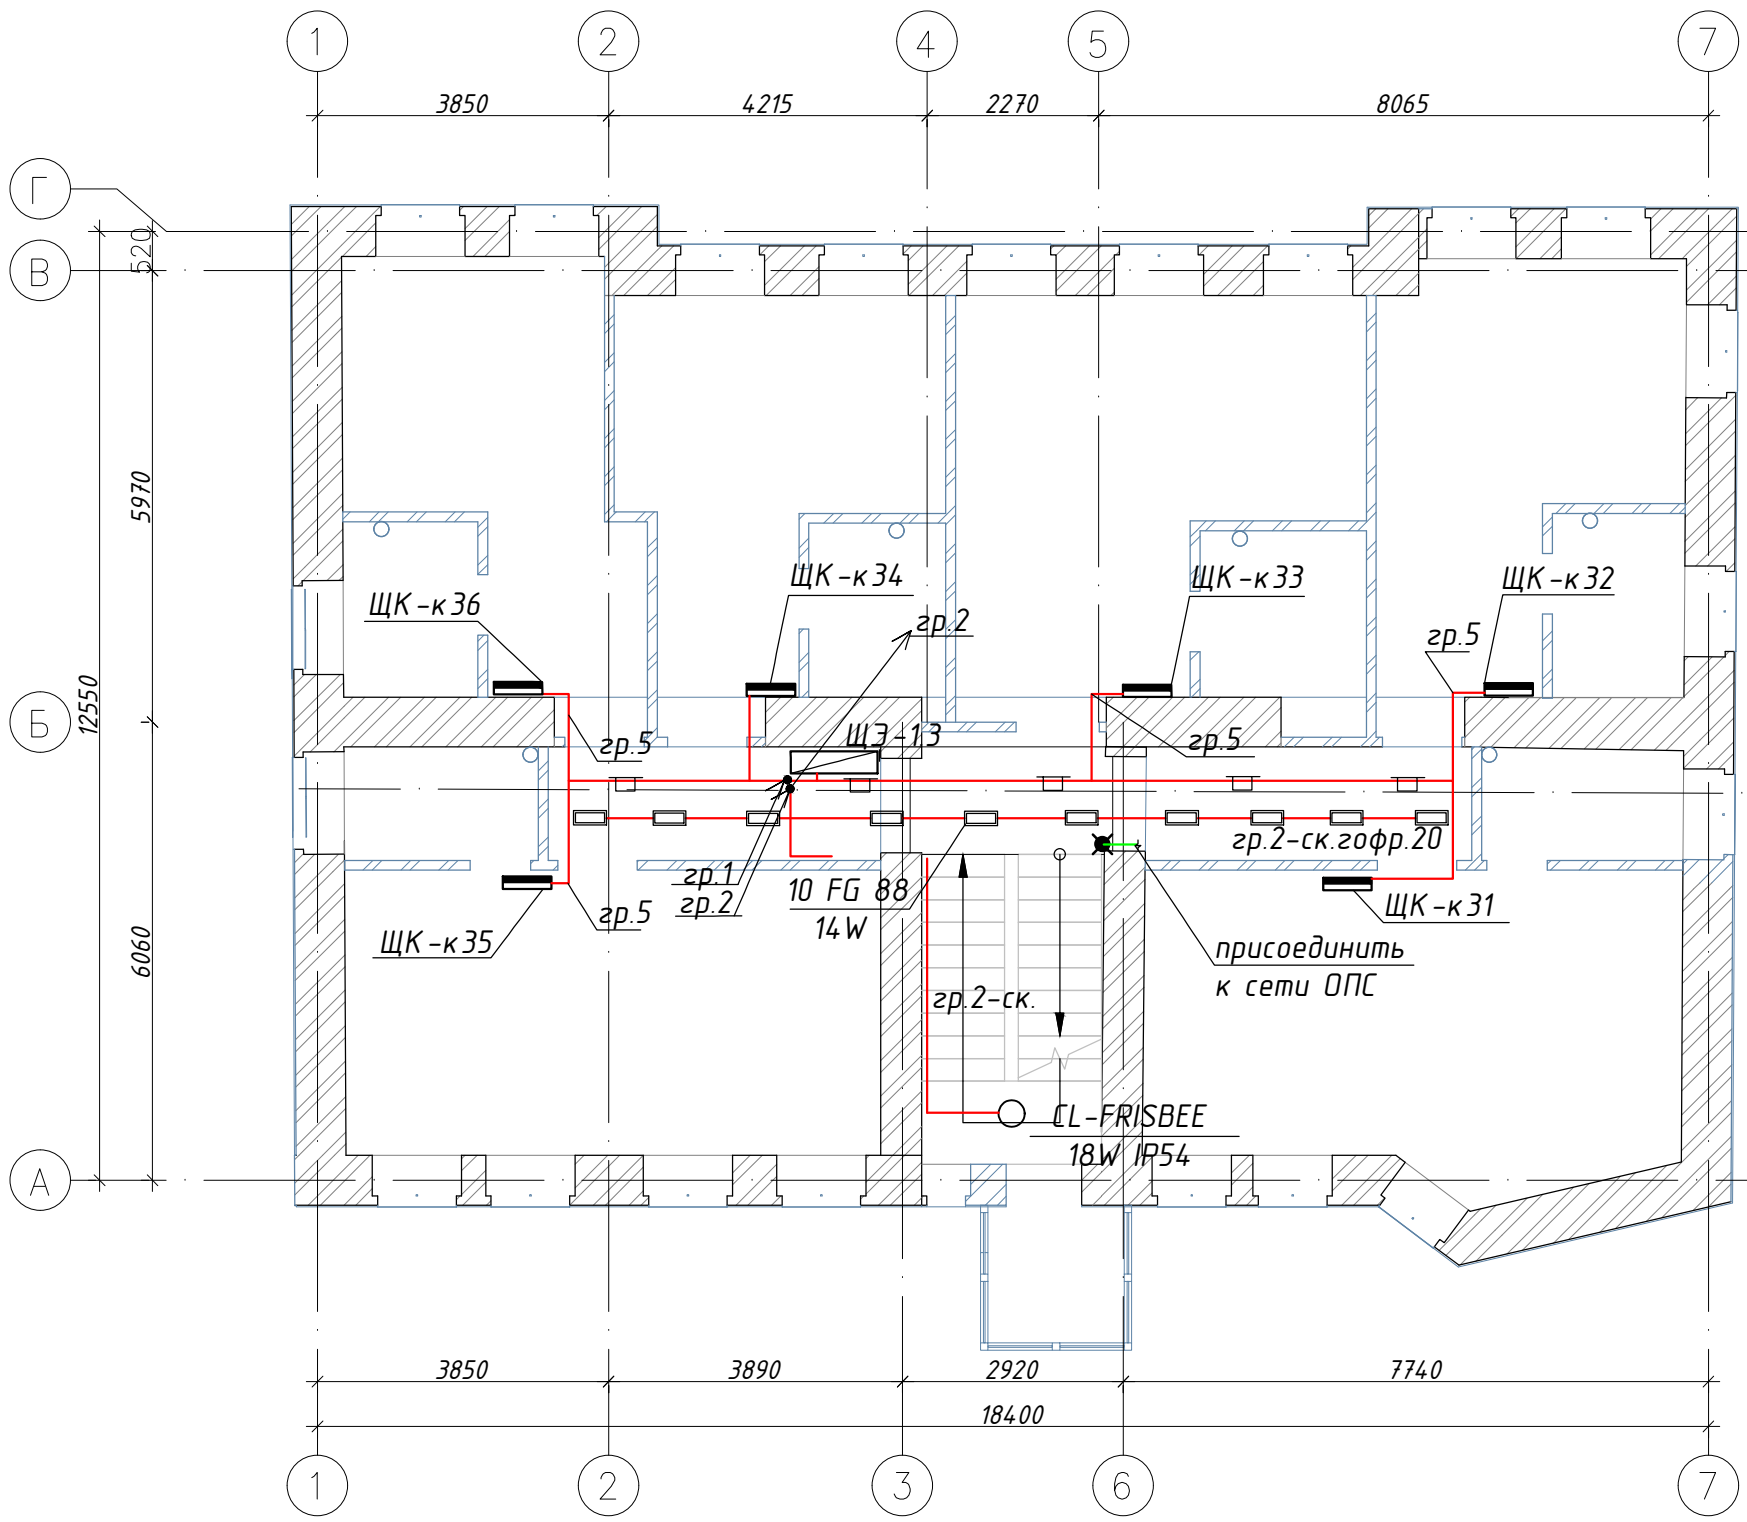 1 2 4 5 7
3850 4215 2270 8065
Г
520
В
5970
12550
Б
6060
А
ЩК-к36
ЩК-к34
ЩК-к33
ЩК-к32
гр.2
гр.5
гр.5
ЩЭ-13
гр.5
гр.2-ск.гофр.20
гр.1
гр.2
10 FG 88
14W
гр.5
ЩК-к35
ЩК-к31
присоединить
к сети ОПС
гр.2-ск.
CL-FRISBEE
18W IP54
3850 3890 2920 7740
18400
1 2 3 6 7